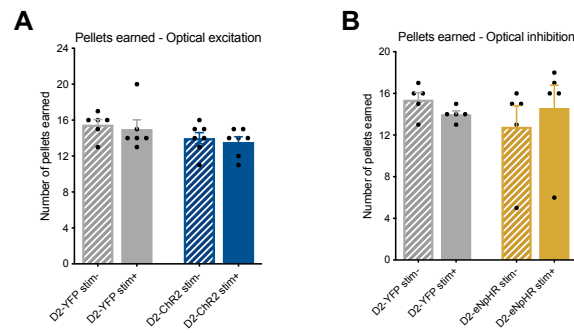 A
Pellets earned - Optical excitation
Number of pellets earned
24
20
16
12
8
4
0
D2-YFP stim-
D2-YFP stim+
D2-ChR2 stim-
D2-ChR2 stim+
B
Pellets earned - Optical inhibition
Number of pellets earned
20
16
12
8
4
0
D2-YFP stim-
D2-YFP stim+
D2-eNpHR stim-
D2-eNpHR stim+